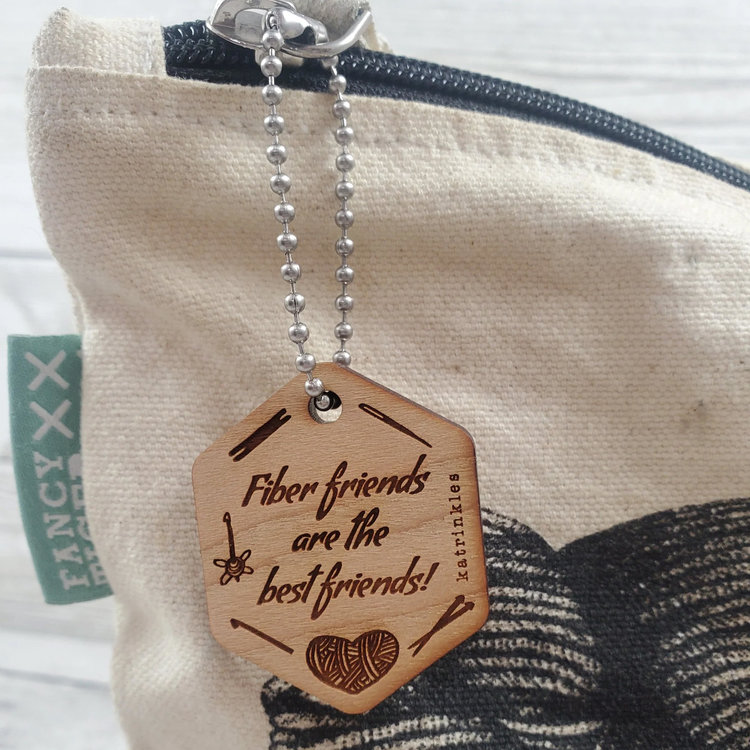 Fiber friends
are the
best friends!
katrinkles
FANCY